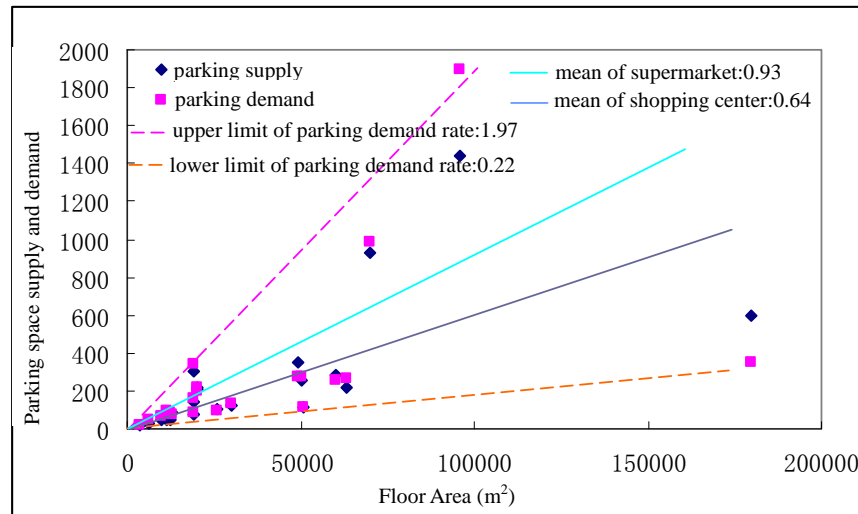 Parking space supply and demand
2000
1800
1600
1400
1200
1000
800
600
400
200
0
parking supply
parking demand
upper limit of parking demand rate:1.97
lower limit of parking demand rate:0.22
mean of supermarket:0.93
mean of shopping center:0.64
0
50000
100000
150000
200000
Floor Area (m²)